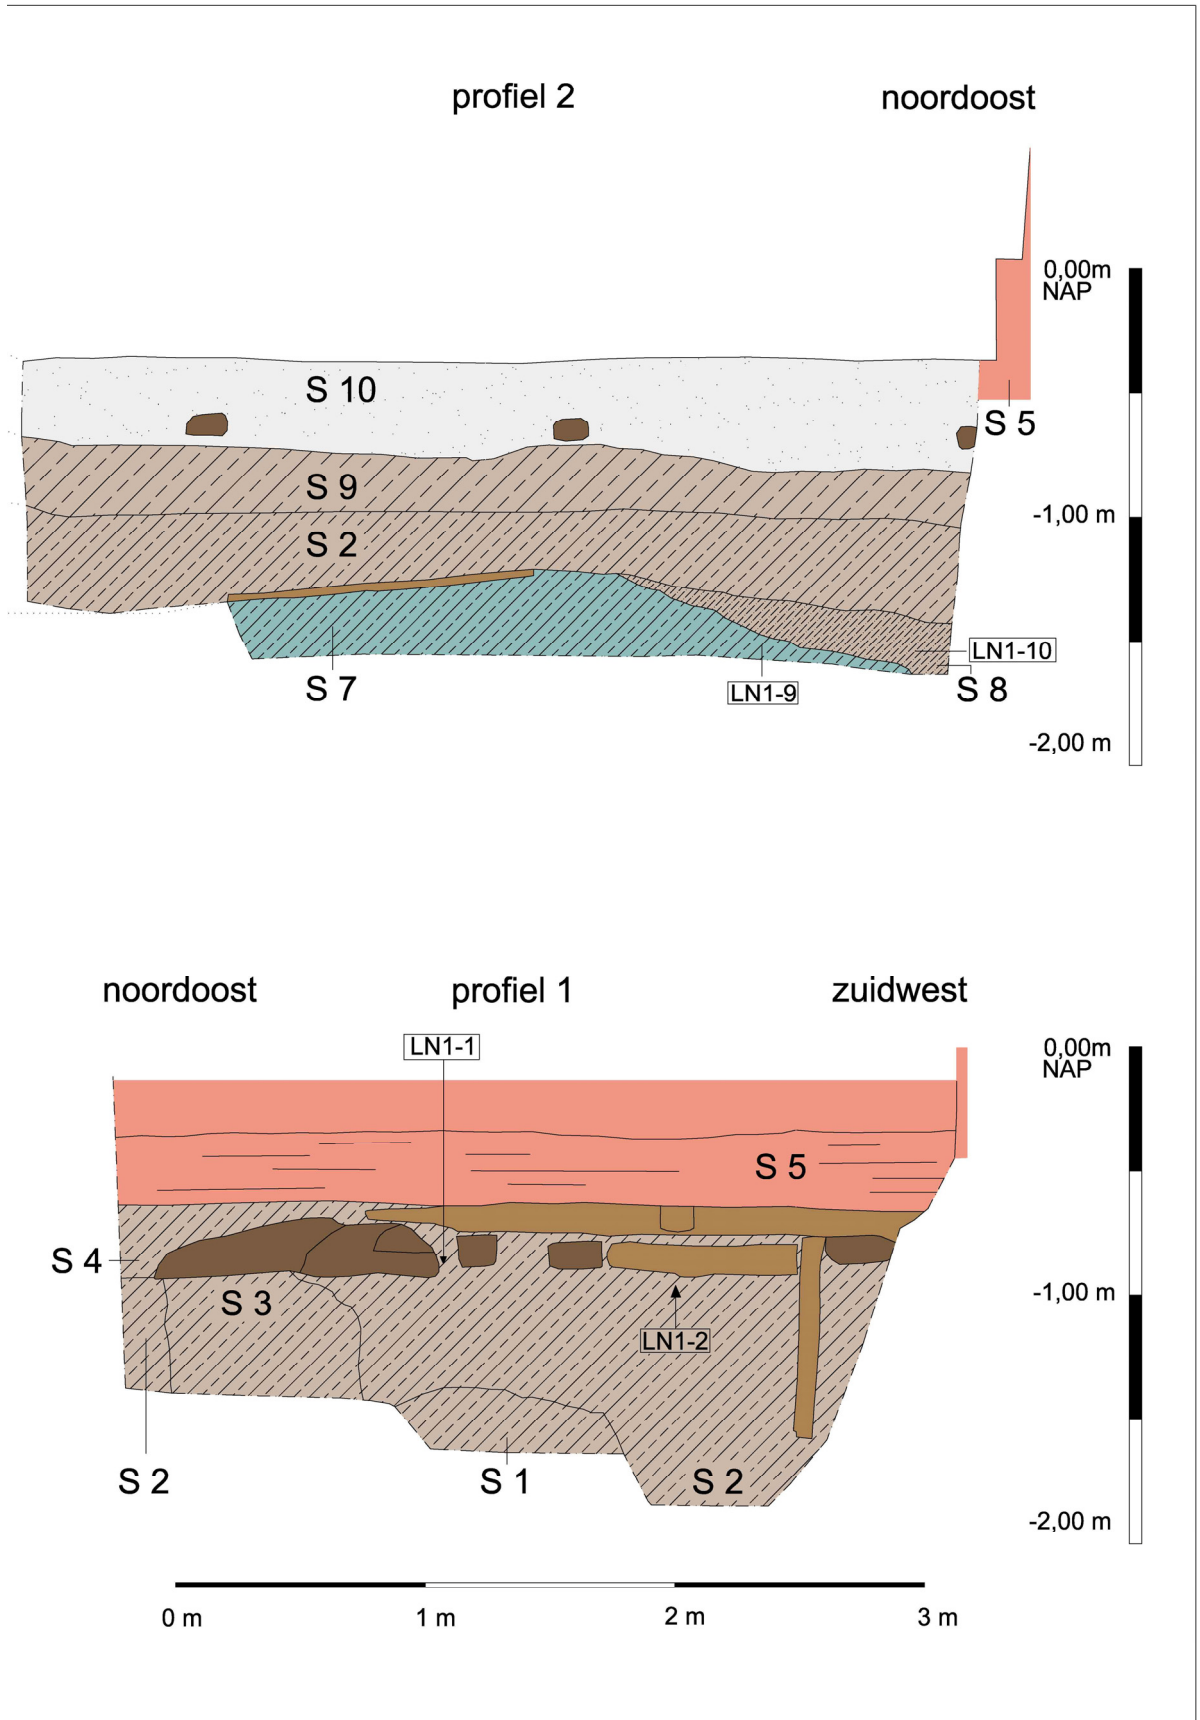 profiel 2
noordoost
0,00m
NAP
S 10
S 5
S 9
-1,00 m
S 2
LN1-10
S 7
LN1-9
S 8
-2,00 m
noordoost
profiel 1
zuidwest
LN1-1
0,00m
NAP
S 5
S 4
S 3
-1,00 m
LN1-2
S 2
S 1
S 2
-2,00 m
0 m
1 m
2 m
3 m